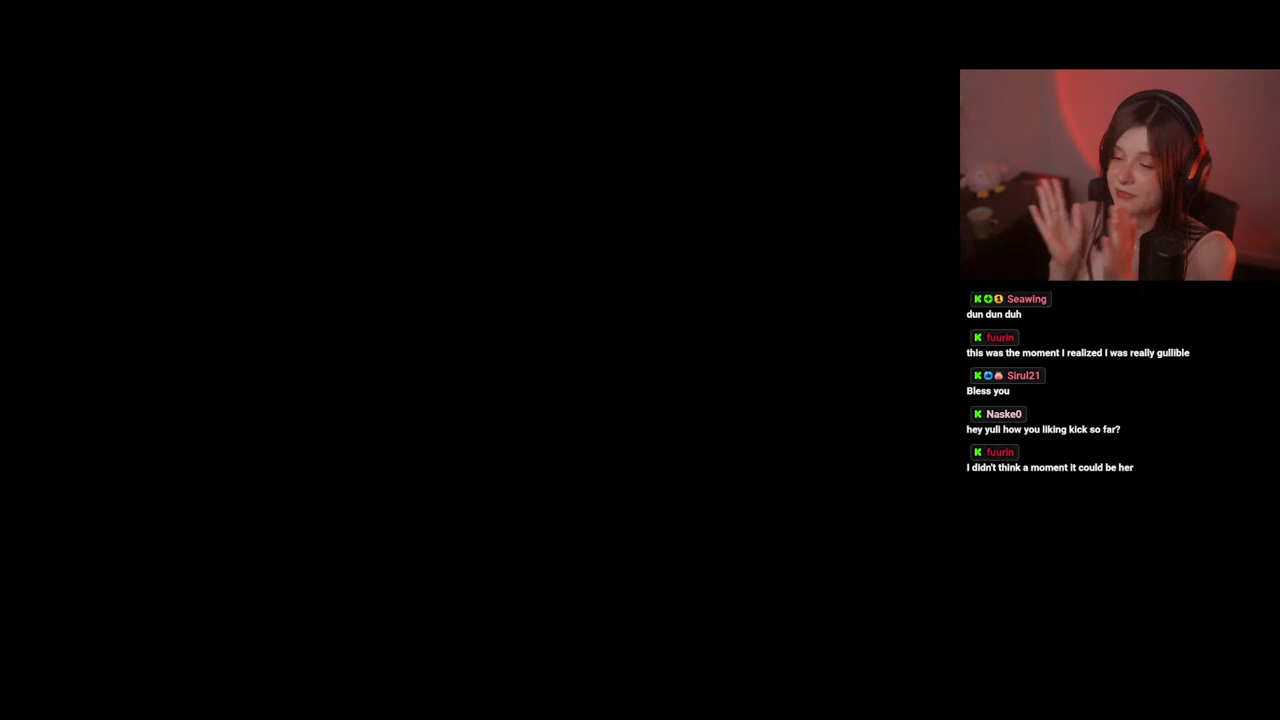 Seawing
dun dun duh
fuurin
this was the moment I realized I was really gullible
Sirul21
Bless you
Naske0
hey yuli how you liking kick so far?
fuurin
I didn't think a moment it could be her